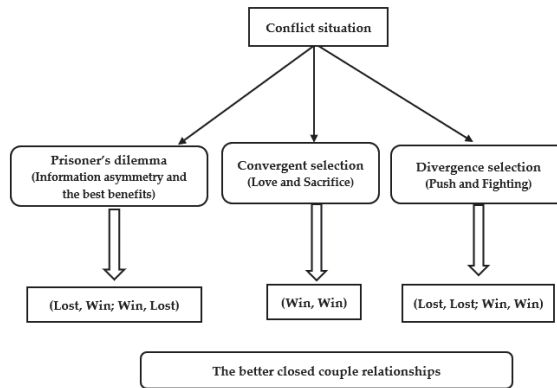 Conflict situation
Prisoner's dilemma
(Information asymmetry and
the best benefits)
Convergent selection
(Love and Sacrifice)
Divergence selection
(Push and Fighting)
(Lost, Win; Win, Lost)
(Win, Win)
(Lost, Lost; Win, Win)
The better closed couple relationships